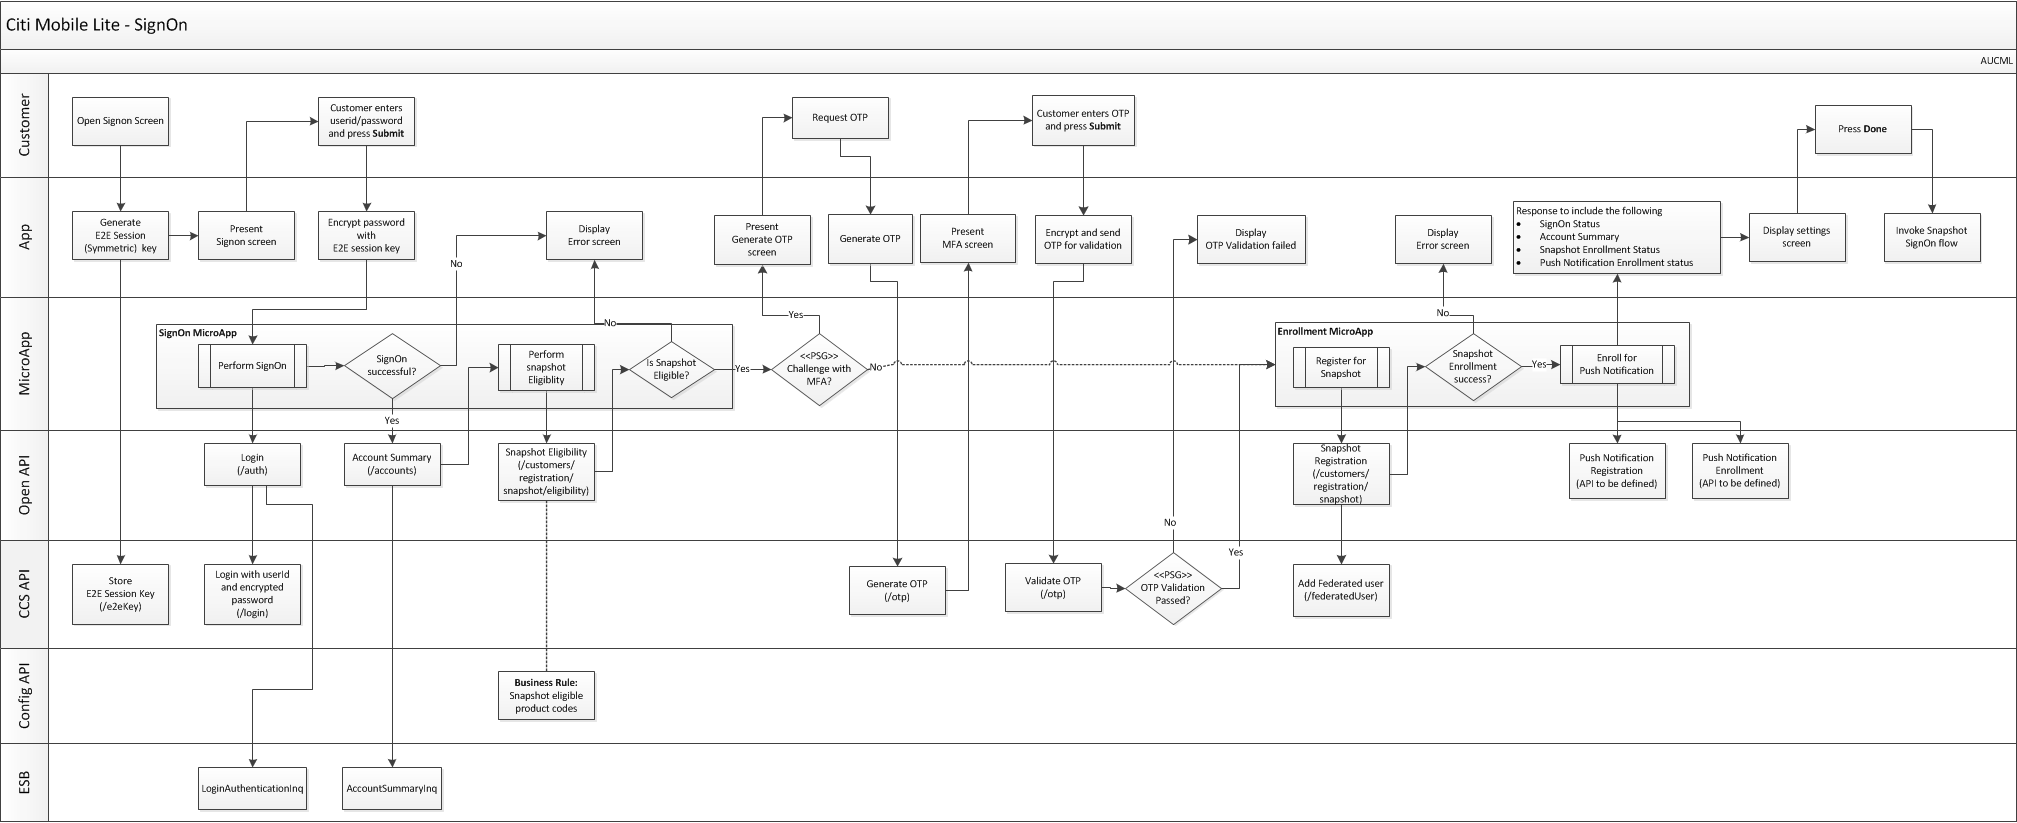 Citi Mobile Lite - SignOn
AUCML
Customer
Open Signon Screen
Customer enters
userid/password
and press Submit
Request OTP
Customer enters OTP
and press Submit
Press Done
App
Generate
E2E Session
(Symmetric) key
Present
Signon screen
Encrypt password
with
E2E session key
No
Display
Error screen
Present
Generate OTP
screen
Generate OTP
Present
MFA screen
Encrypt and send
OTP for validation
Display
OTP Validation failed
Display
Error screen
Response to include the following
• SignOn Status
• Account Summary
• Snapshot Enrollment Status
• Push Notification Enrollment status
Display settings
screen
Invoke Snapshot
SignOn flow
MicroApp
SignOn MicroApp
Perform SignOn
SignOn
successful?
Yes
Perform
snapshot
Eligiblity
No
Is Snapshot
Eligible?
Yes
Yes
<<PSG>>
Challenge with
MFA?
No
Enrollment MicroApp
Register for
Snapshot
No
Snapshot
Enrollment
success?
Yes
Enroll for
Push Notification
Open API
Login
(/auth)
Account Summary
(/accounts)
Snapshot Eligibility
(/customers/
registration/
snapshot/eligibility)
No
Snapshot
Registration
(/customers/
registration/
snapshot)
Push Notification
Registration
(API to be defined)
Push Notification
Enrollment
(API to be defined)
CCS API
Store
E2E Session Key
(/e2eKey)
Login with userId
and encrypted
password
(/login)
Generate OTP
(/otp)
Validate OTP
(/otp)
<<PSG>>
OTP Validation
Passed?
Yes
Add Federated user
(/federatedUser)
Config API
Business Rule:
Snapshot eligible
product codes
ESB
LoginAuthenticationInq
AccountSummaryInq